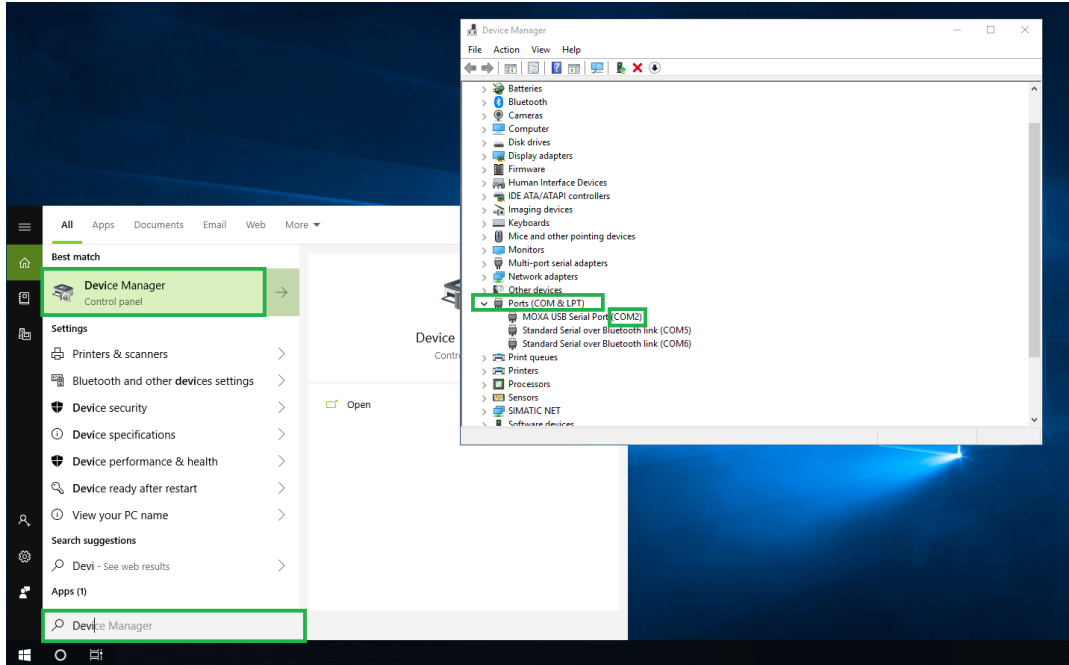 Device Manager
File Action View Help
Batteries
Bluetooth
Cameras
Computer
Disk drives
Display adapters
Firmware
Human Interface Devices
IDE ATA/ATAPI controllers
Imaging devices
Keyboards
Mice and other pointing devices
Monitors
Multi-port serial adapters
Network adapters
Other devices
Ports (COM & LPT)
MOXA USB Serial Port (COM2)
Standard Serial over Bluetooth link (COM5)
Standard Serial over Bluetooth link (COM6)
Print queues
Printers
Processors
Sensors
SIMATIC NET
Software devices
All Apps Documents Email Web More
Best match
Device Manager
Control panel
Settings
Printers & scanners
Bluetooth and other devices settings
Device security
Device specifications
Device performance & health
Device ready after restart
View your PC name
Search suggestions
Devi - See web results
Apps (1)
Device Manager
Device
Contr
Open